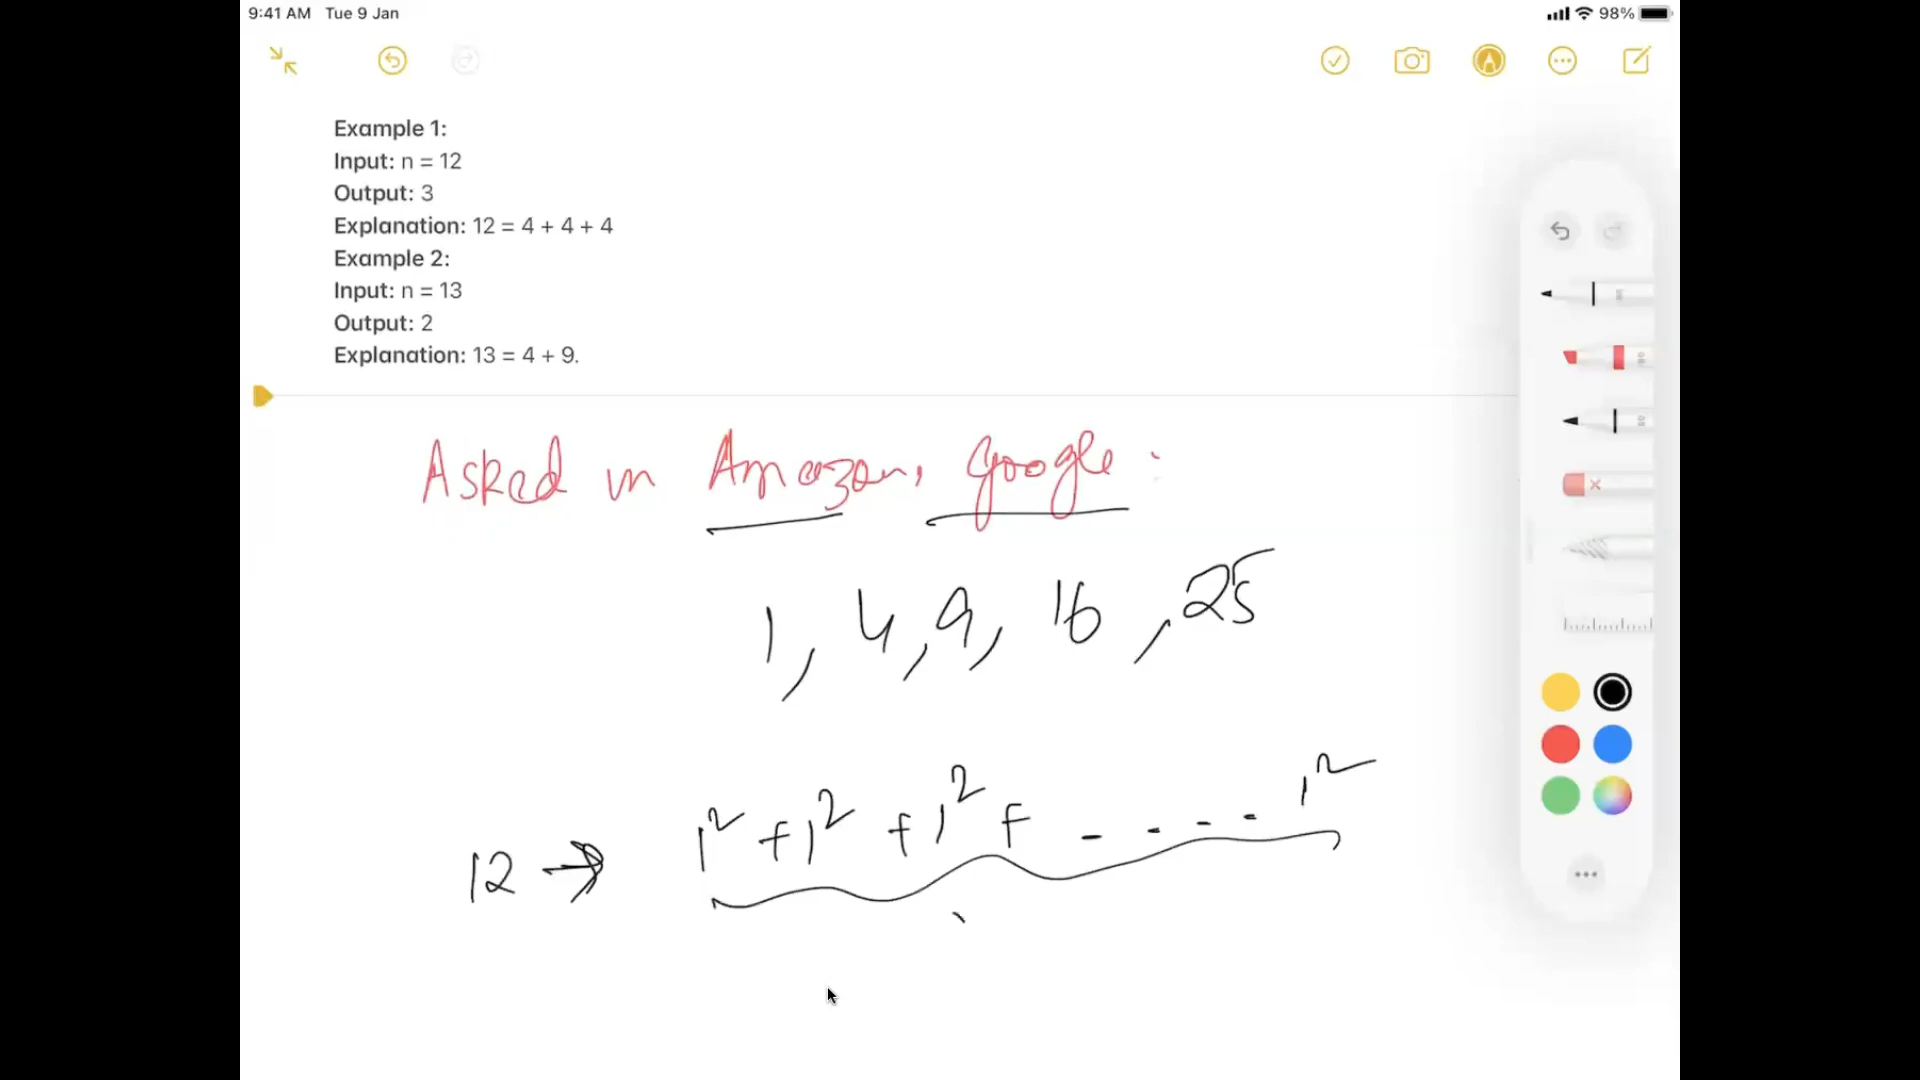 9:41 AM Tue 9 Jan 98%
Example 1:
Input: n = 12
Output: 3
Explanation: 12 = 4 + 4 + 4
Example 2:
Input: n = 13
Output: 2
Explanation: 13 = 4 + 9.
Asked in Amazon, Google :
1, 4, 9, 16, 25
12 → 1² + 1² + 1² + - - - - 1²